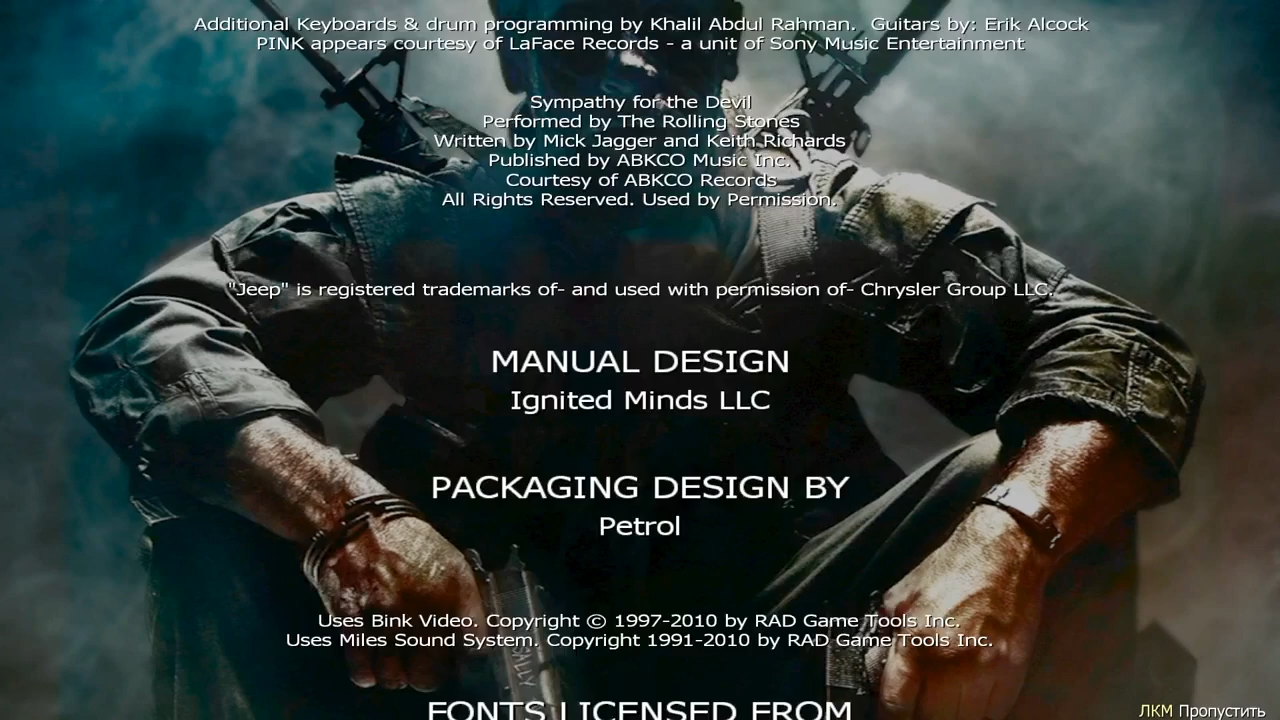 Additional Keyboards & drum programming by Khalil Abdul Rahman.  Guitars by: Erik Alcock
PINK appears courtesy of LaFace Records - a unit of Sony Music Entertainment
Sympathy for the Devil
Performed by The Rolling Stones
Written by Mick Jagger and Keith Richards
Published by ABKCO Music Inc.
Courtesy of ABKCO Records
All Rights Reserved. Used by Permission.
"Jeep" is registered trademarks of- and used with permission of- Chrysler Group LLC.
MANUAL DESIGN
Ignited Minds LLC
PACKAGING DESIGN BY
Petrol
Uses Bink Video. Copyright © 1997-2010 by RAD Game Tools Inc.
Uses Miles Sound System. Copyright 1991-2010 by RAD Game Tools Inc.
FONTS LICENSED FROM
ЛКМ Пропустить